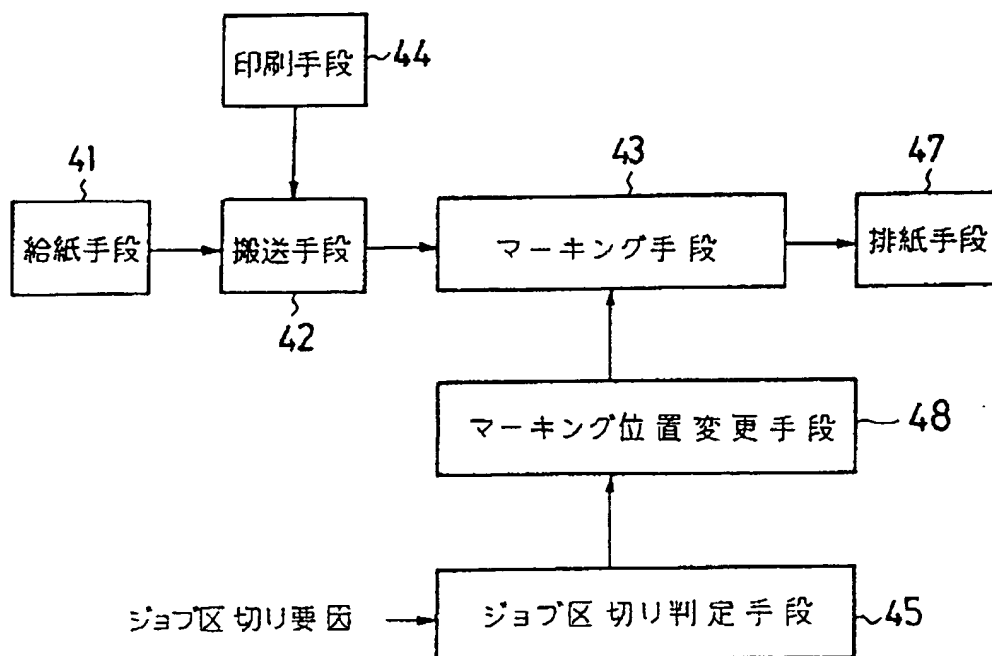 印刷手段
44
41
43
47
給紙手段
搬送手段
マーキング手段
排紙手段
42
マーキング位置変更手段
48
ジョブ区切り要因
ジョブ区切り判定手段
45